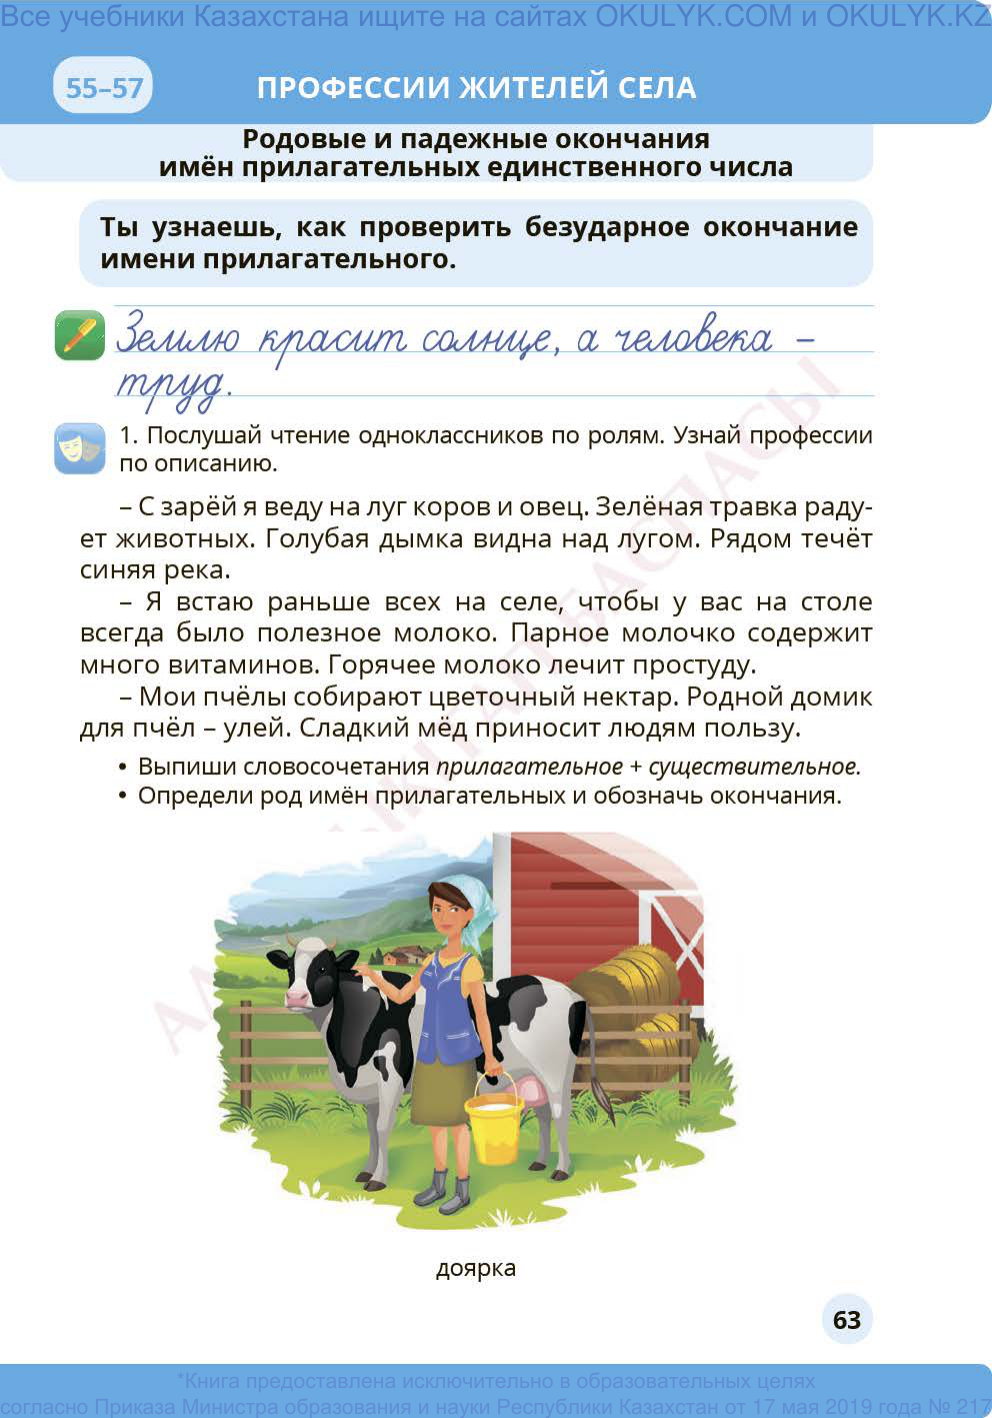 Все учебники Казахстана ищите на сайтах OKULYK.COM и OKULYK.KZ
55–57
ПРОФЕССИИ ЖИТЕЛЕЙ СЕЛА
Родовые и падежные окончания
имён прилагательных единственного числа
Ты узнаешь, как проверить безударное окончание
имени прилагательного.
Землю красит солнце, а человека –
труд.
1. Послушай чтение одноклассников по ролям. Узнай профессии
по описанию.
– С зарёй я веду на луг коров и овец. Зелёная травка раду-
ет животных. Голубая дымка видна над лугом. Рядом течёт
синяя река.
– Я встаю раньше всех на селе, чтобы у вас на столе
всегда было полезное молоко. Парное молочко содержит
много витаминов. Горячее молоко лечит простуду.
– Мои пчёлы собирают цветочный нектар. Родной домик
для пчёл – улей. Сладкий мёд приносит людям пользу.
• Выпиши словосочетания прилагательное + существительное.
• Определи род имён прилагательных и обозначь окончания.
доярка
63
*Книга предоставлена исключительно в образовательных целях
согласно Приказа Министра образования и науки Республики Казахстан от 17 мая 2019 года № 217